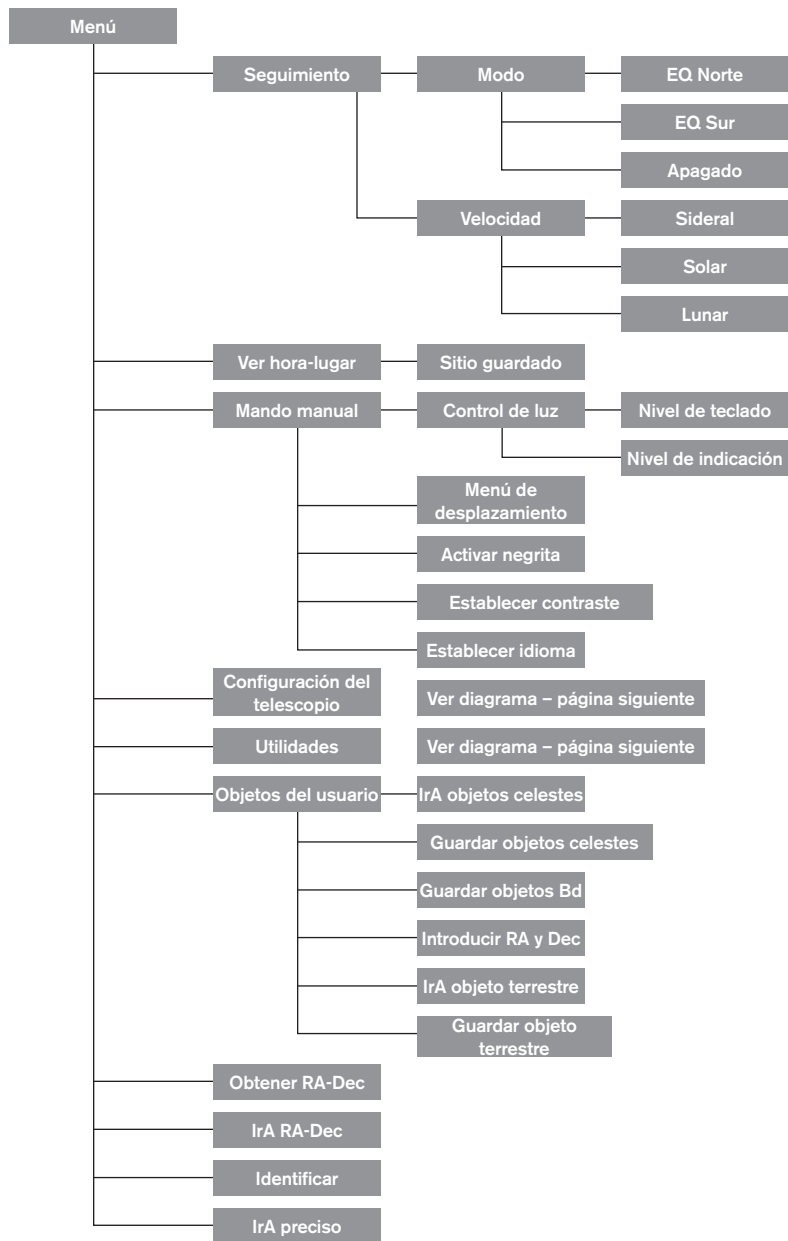 Menú
Seguimiento
Modo
EQ Norte
EQ Sur
Apagado
Velocidad
Sideral
Solar
Lunar
Ver hora-lugar
Sitio guardado
Mando manual
Control de luz
Nivel de teclado
Nivel de indicación
Menú de
desplazamiento
Activar negrita
Establecer contraste
Establecer idioma
Configuración del
telescopio
Ver diagrama – página siguiente
Utilidades
Ver diagrama – página siguiente
Objetos del usuario
IrA objetos celestes
Guardar objetos celestes
Guardar objetos Bd
Introducir RA y Dec
IrA objeto terrestre
Guardar objeto
terrestre
Obtener RA-Dec
IrA RA-Dec
Identificar
IrA preciso